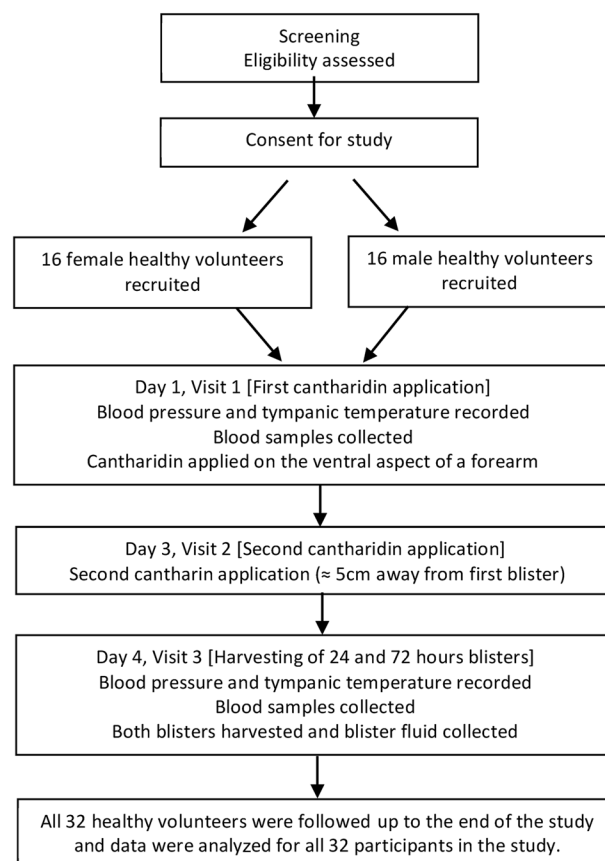 Screening
Eligibility assessed
Consent for study
16 female healthy volunteers
recruited
16 male healthy volunteers
recruited
Day 1, Visit 1 [First cantharidin application]
Blood pressure and tympanic temperature recorded
Blood samples collected
Cantharidin applied on the ventral aspect of a forearm
Day 3, Visit 2 [Second cantharidin application]
Second cantharin application (≈ 5cm away from first blister)
Day 4, Visit 3 [Harvesting of 24 and 72 hours blisters]
Blood pressure and tympanic temperature recorded
Blood samples collected
Both blisters harvested and blister fluid collected
All 32 healthy volunteers were followed up to the end of the study
and data were analyzed for all 32 participants in the study.